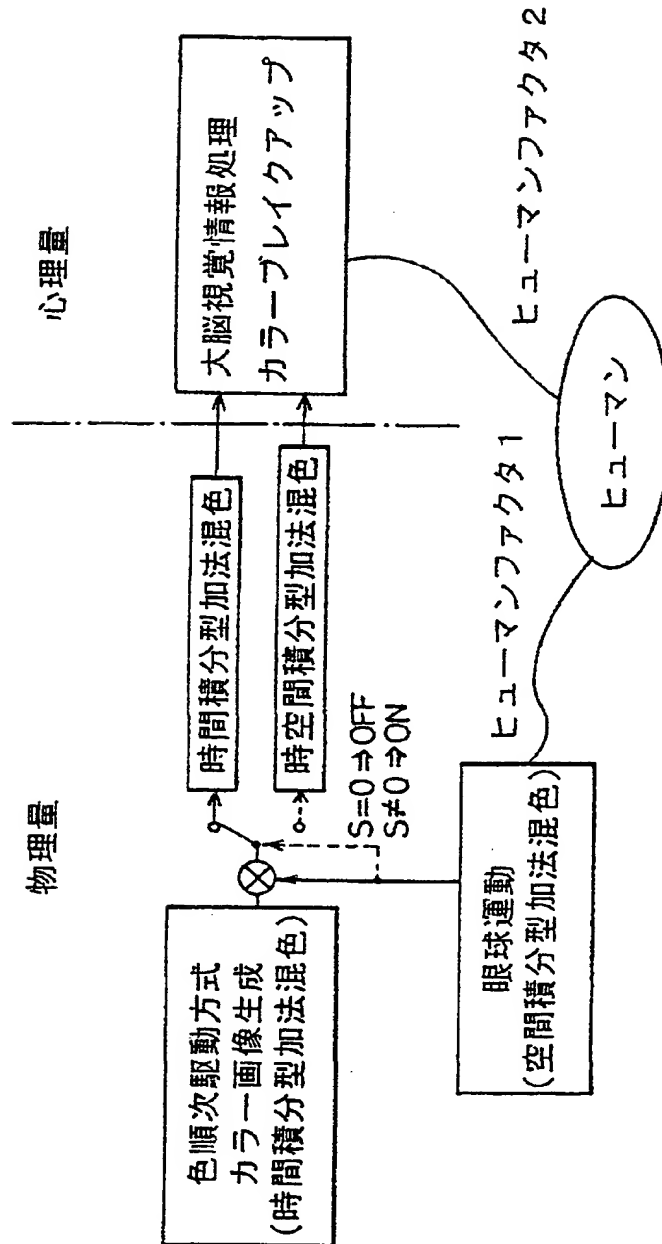 物理量
心理量
色順次駆動方式
カラー画像生成
(時間積分型加法混色)
時間積分型加法混色
時空間積分型加法混色
大脳視覚情報処理
カラーブレイクアップ
S=0⇒OFF
S≠0⇒ON
眼球運動
(空間積分型加法混色)
ヒューマンファクタ1
ヒューマンファクタ2
ヒューマン